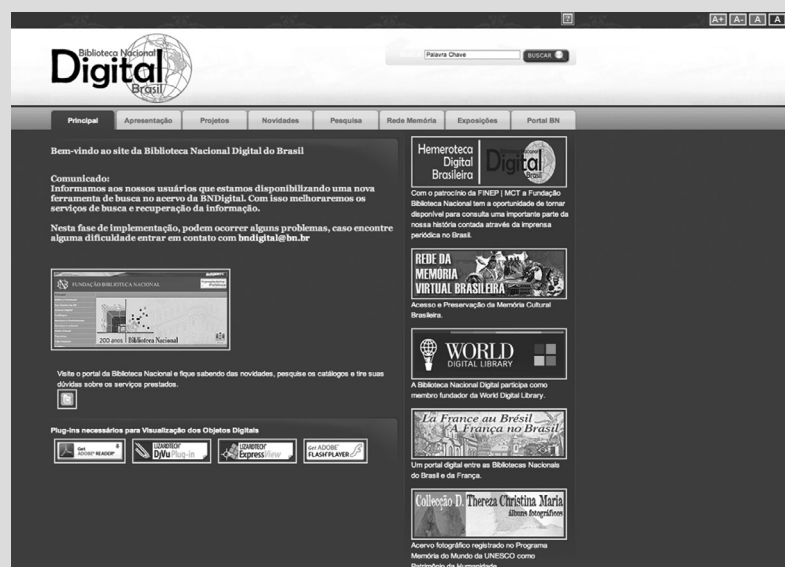 ?
A+ A- A A
Biblioteca Nacional
Digital
Brasil
Palavra Chave
BUSCAR
Principal
Apresentação
Projetos
Novidades
Pesquisa
Rede Memória
Exposições
Portal BN
Bem-vindo ao site da Biblioteca Nacional Digital do Brasil
Comunicado:
Informamos aos nossos usuários que estamos disponibilizando uma nova
ferramenta de busca no acervo da BNDigital. Com isso melhoraremos os
serviços de busca e recuperação da informação.
Nesta fase de implementação, podem ocorrer alguns problemas, caso encontre
alguma dificuldade entrar em contato com bndigital@bn.br
FUNDAÇÃO BIBLIOTECA NACIONAL
200 anos Biblioteca Nacional
Visite o portal da Biblioteca Nacional e fique sabendo das novidades, pesquise os catálogos e tire suas
dúvidas sobre os serviços prestados.
Plug-ins necessários para Visualização dos Objetos Digitais
Get
ADOBE® READER®
LIZARDTECH
DjVu Plug-in
LIZARDTECH
Express View
Get ADOBE®
FLASH® PLAYER
Hemeroteca
Digital
Brasileira
Digital
Brasil
Com o patrocínio da FINEP | MCT a Fundação
Biblioteca Nacional tem a oportunidade de tornar
disponível para consulta uma importante parte da
nossa história contada através da imprensa
periódica no Brasil.
REDE DA
MEMÓRIA
VIRTUAL BRASILEIRA
Acesso e Preservação da Memória Cultural
Brasileira.
WORLD
DIGITAL LIBRARY
A Biblioteca Nacional Digital participa como
membro fundador da World Digital Library.
La France au Brésil
A França no Brasil
Um portal digital entre as Bibliotecas Nacionais
do Brasil e da França.
Collecção D. Thereza Christina Maria
álbuns fotográficos
Acervo fotográfico registrado no Programa
Memória do Mundo da UNESCO como
Patrimônio da Humanidade